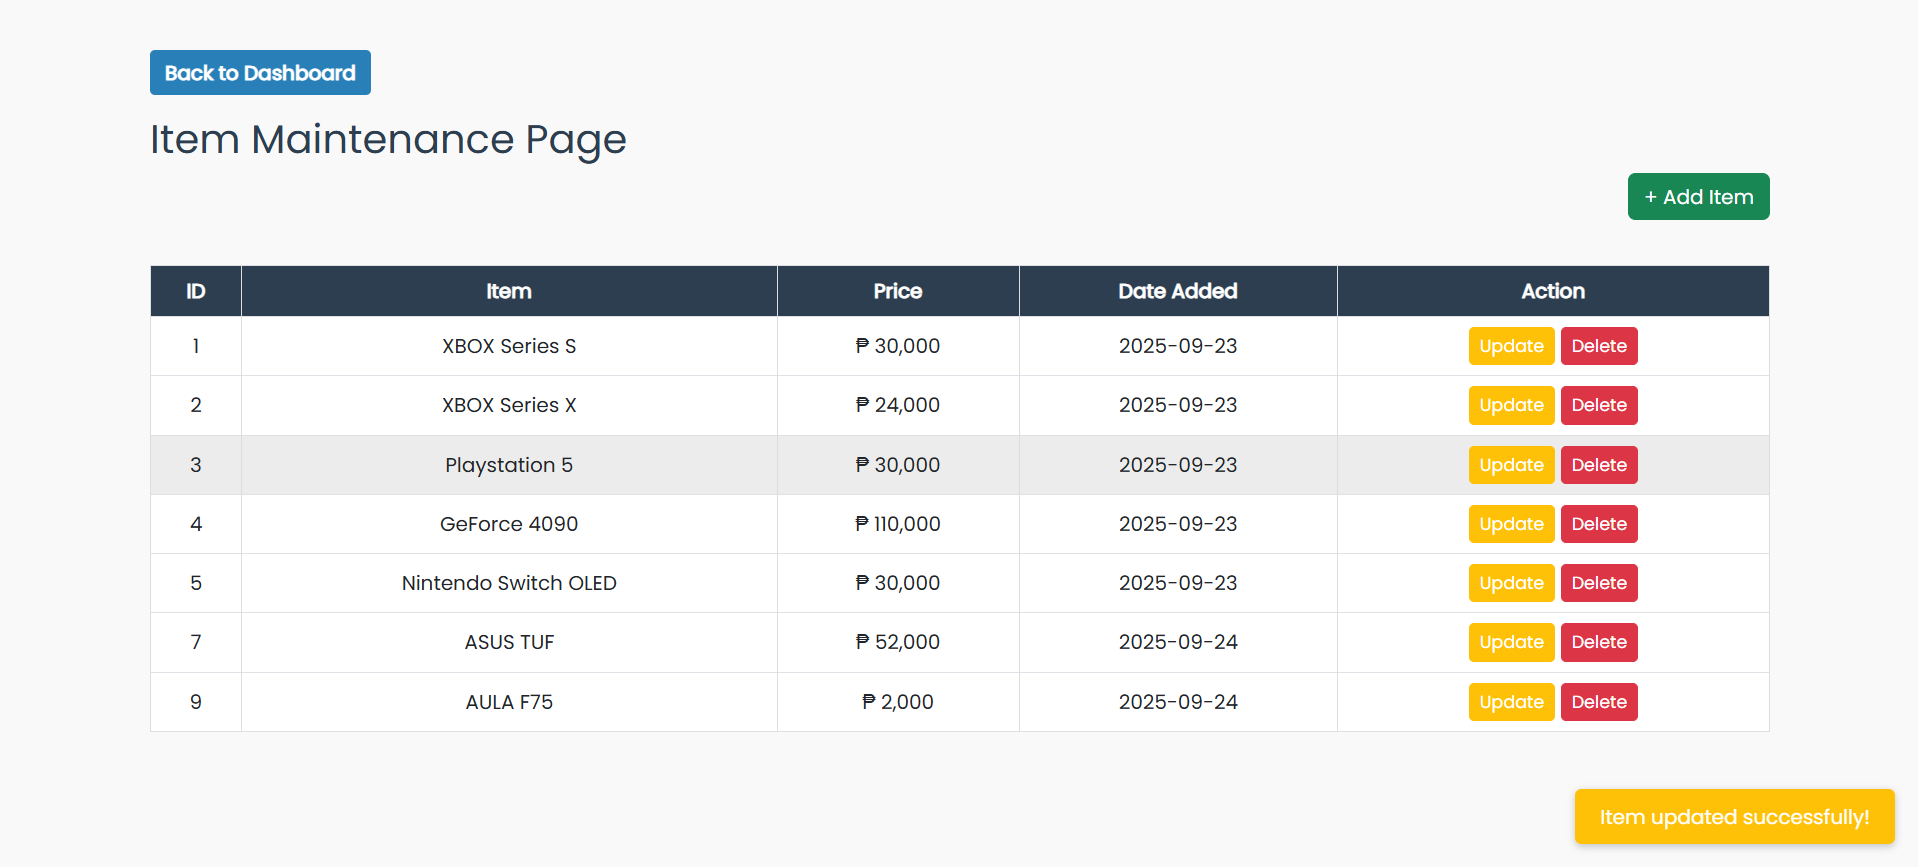 Back to Dashboard
Item Maintenance Page
+ Add Item
ID Item Price Date Added Action
1 XBOX Series S ₱ 30,000 2025-09-23 Update Delete
2 XBOX Series X ₱ 24,000 2025-09-23 Update Delete
3 Playstation 5 ₱ 30,000 2025-09-23 Update Delete
4 GeForce 4090 ₱ 110,000 2025-09-23 Update Delete
5 Nintendo Switch OLED ₱ 30,000 2025-09-23 Update Delete
7 ASUS TUF ₱ 52,000 2025-09-24 Update Delete
9 AULA F75 ₱ 2,000 2025-09-24 Update Delete
Item updated successfully!